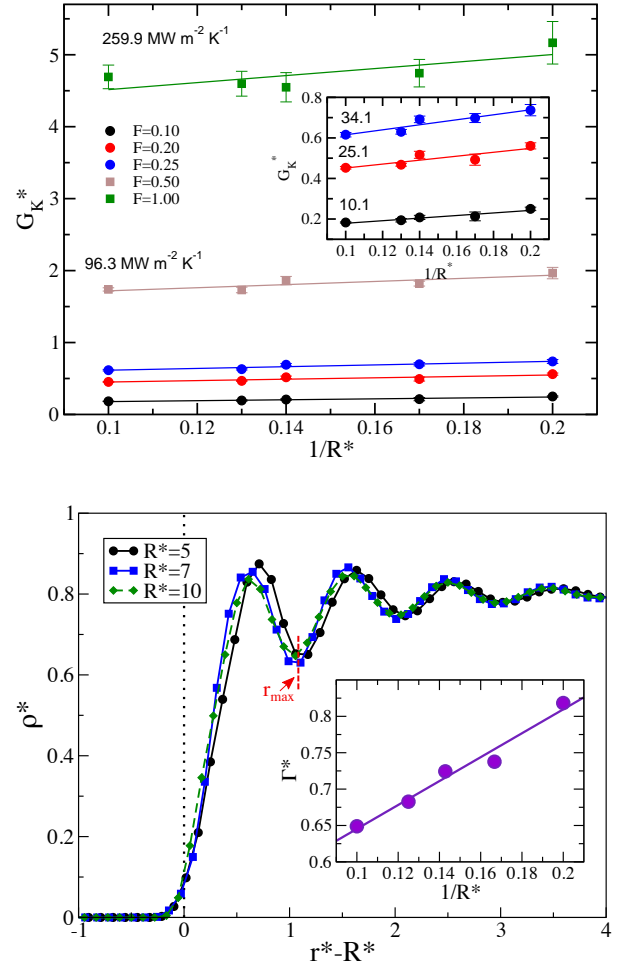 259.9 MW m⁻² K⁻¹
F=0.10
F=0.20
F=0.25
F=0.50
F=1.00
96.3 MW m⁻² K⁻¹
G_K*
5
4
3
2
1
0
0.1 0.12 0.14 0.16 0.18 0.2
1/R*
34.1
25.1
10.1
G_K*
0.8
0.6
0.4
0.2
0.1 0.12 0.14 0.16 0.18 0.2
1/R*
R*=5
R*=7
R*=10
r_max
ρ*
1
0.8
0.6
0.4
0.2
0
-1 0 1 2 3 4
r*-R*
Γ*
0.8
0.75
0.7
0.65
0.6
0.1 0.12 0.14 0.16 0.18 0.2
1/R*